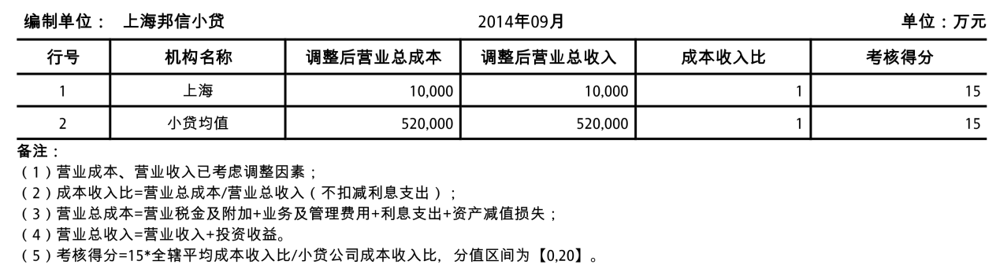 编制单位： 上海邦信小贷 2014年09月 单位：万元
行号 机构名称 调整后营业总成本 调整后营业总收入 成本收入比 考核得分
1 上海 10,000 10,000 1 15
2 小贷均值 520,000 520,000 1 15
备注：
（1）营业成本、营业收入已考虑调整因素；
（2）成本收入比=营业总成本/营业总收入（不扣减利息支出）；
（3）营业总成本=营业税金及附加+业务及管理费用+利息支出+资产减值损失；
（4）营业总收入=营业收入+投资收益。
（5）考核得分=15*全辖平均成本收入比/小贷公司成本收入比，分值区间为【0,20】。